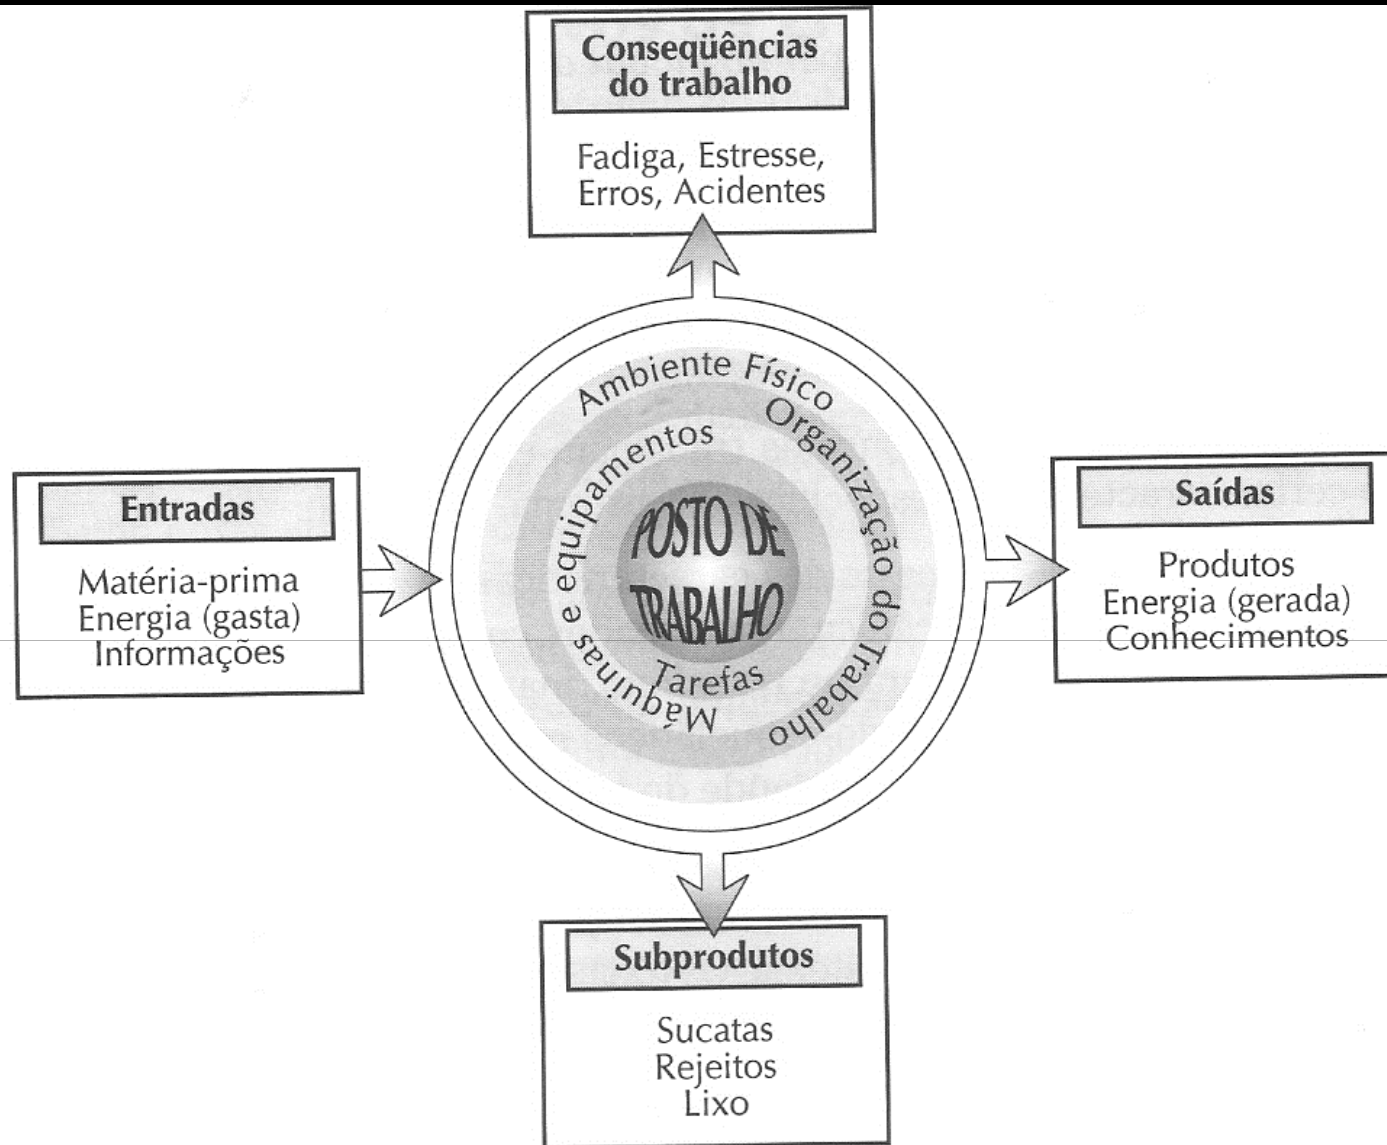 Conseqüências
do trabalho
Fadiga, Estresse,
Erros, Acidentes
Ambiente Físico
Organização do Trabalho
Máquinas e equipamentos
POSTO DE
TRABALHO
Tarefas
Entradas
Matéria-prima
Energia (gasta)
Informações
Saídas
Produtos
Energia (gerada)
Conhecimentos
Subprodutos
Sucatas
Rejeitos
Lixo